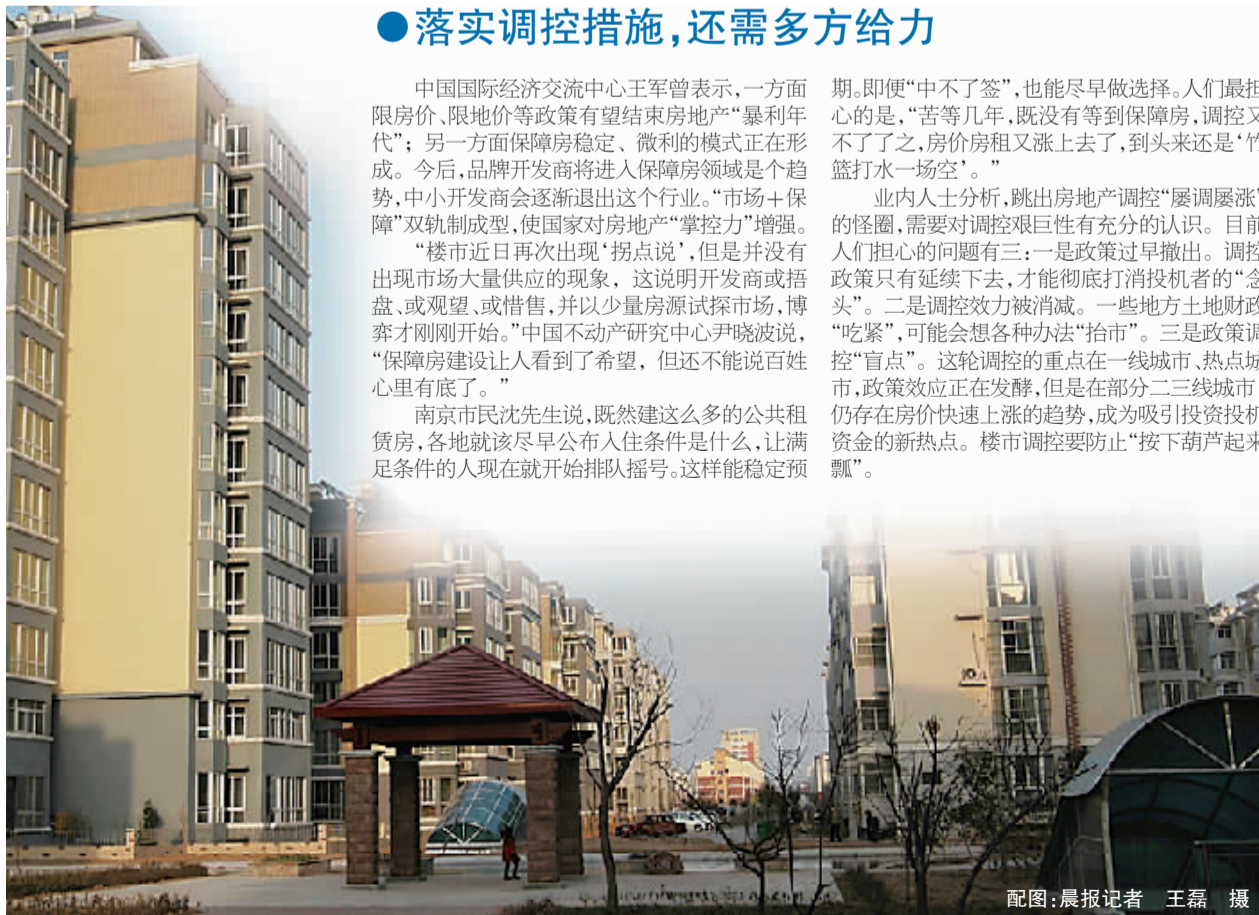 ●落实调控措施,还需多方给力
中国国际经济交流中心王军曾表示,一方面
限房价、限地价等政策有望结束房地产“暴利年
代”；另一方面保障房稳定、微利的模式正在形
成。今后,品牌开发商将进入保障房领域是个趋
势,中小开发商会逐渐退出这个行业。“市场+保
障”双轨制成型,使国家对房地产“掌控力”增强。
“楼市近日再次出现‘拐点说’,但是并没有
出现市场大量供应的现象，这说明开发商或捂
盘、或观望、或惜售,并以少量房源试探市场,博
弈才刚刚开始。”中国不动产研究中心尹晓波说,
“保障房建设让人看到了希望，但还不能说百姓
心里有底了。”
南京市民沈先生说,既然建这么多的公共租
赁房,各地就该尽早公布入住条件是什么,让满
足条件的人现在就开始排队摇号。这样能稳定预
期。即便“中不了签”,也能尽早做选择。人们最担
心的是,“苦等几年,既没有等到保障房,调控又
不了了之,房价房租又涨上去了,到头来还是‘竹
篮打水一场空’。”
业内人士分析,跳出房地产调控“屡调屡涨”
的怪圈,需要对调控艰巨性有充分的认识。目前
人们担心的问题有三:一是政策过早撤出。调控
政策只有延续下去,才能彻底打消投机者的“念
头”。二是调控效力被消减。一些地方土地财政
“吃紧”,可能会想各种办法“抬市”。三是政策调
控“盲点”。这轮调控的重点在一线城市、热点城
市,政策效应正在发酵,但是在部分二三线城市
仍存在房价快速上涨的趋势,成为吸引投资投机
资金的新热点。楼市调控要防止“按下葫芦起来
瓢”。
配图:晨报记者 王磊 摄